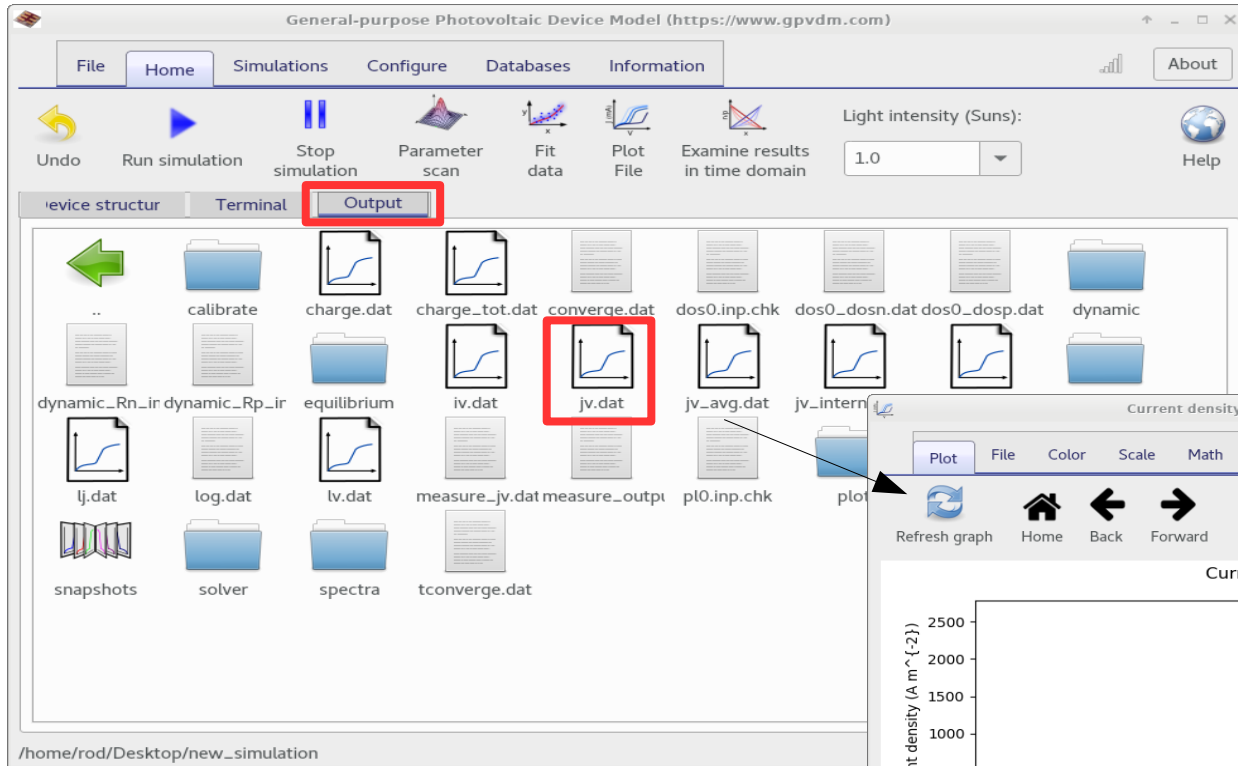 General-purpose Photovoltaic Device Model (https://www.gpvdm.com)
File Home Simulations Configure Databases Information About
Undo Run simulation Stop simulation Parameter scan Fit data Plot File Examine results in time domain Light intensity (Suns): 1.0 Help
evice structur Terminal Output
.. calibrate charge.dat charge_tot.dat converge.dat dos0.inp.chk dos0_dosn.dat dos0_dosp.dat dynamic
dynamic_Rn_ir dynamic_Rp_ir equilibrium iv.dat jv.dat jv_avg.dat jv_intern
lj.dat log.dat lv.dat measure_jv.dat measure_outpu pl0.inp.chk plot
snapshots solver spectra tconverge.dat
/home/rod/Desktop/new_simulation
Current density
Plot File Color Scale Math
Refresh graph Home Back Forward
Curr
2500
2000
1500
1000
nt density (A m^{-2})